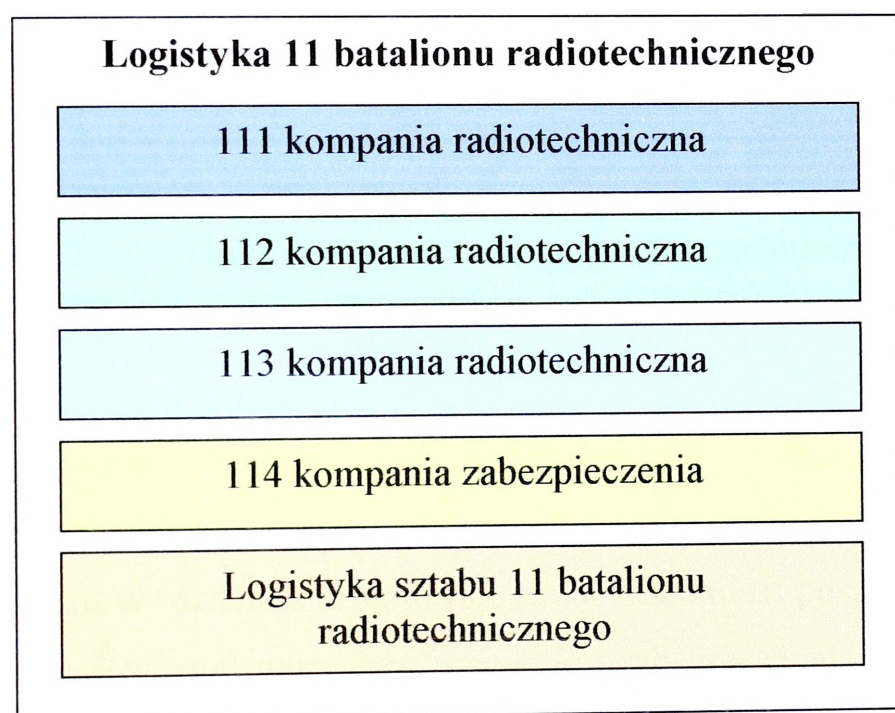 Logistyka 11 batalionu radiotechnicznego
111 kompania radiotechniczna
112 kompania radiotechniczna
113 kompania radiotechniczna
114 kompania zabezpieczenia
Logistyka sztabu 11 batalionu
radiotechnicznego